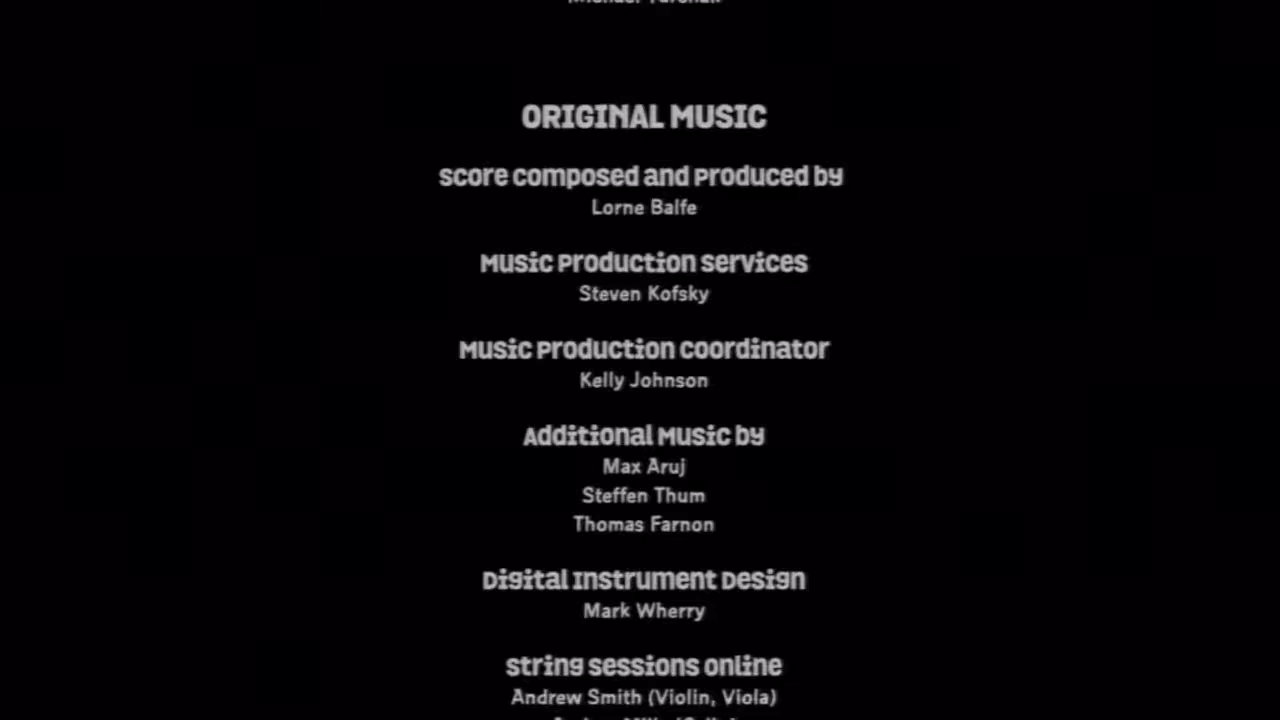 ORIGINAL MUSIC
score composed and produced by
Lorne Balfe
Music Production services
Steven Kofsky
Music Production coordinator
Kelly Johnson
Additional Music by
Max Aruj
Steffen Thum
Thomas Farnon
Digital Instrument Design
Mark Wherry
string sessions online
Andrew Smith (Violin, Viola)